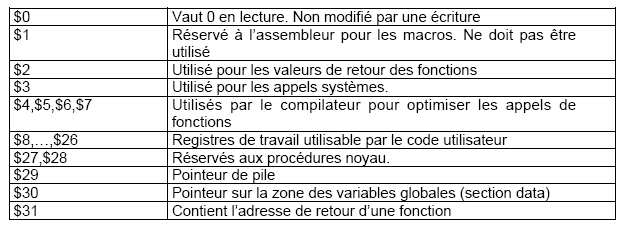 $0 Vaut 0 en lecture. Non modifié par une écriture
$1 Réservé à l'assembleur pour les macros. Ne doit pas être
utilisé
$2 Utilisé pour les valeurs de retour des fonctions
$3 Utilisé pour les appels systèmes.
$4,$5,$6,$7 Utilisés par le compilateur pour optimiser les appels de
fonctions
$8,…,$26 Registres de travail utilisable par le code utilisateur
$27,$28 Réservés aux procédures noyau.
$29 Pointeur de pile
$30 Pointeur sur la zone des variables globales (section data)
$31 Contient l'adresse de retour d'une fonction